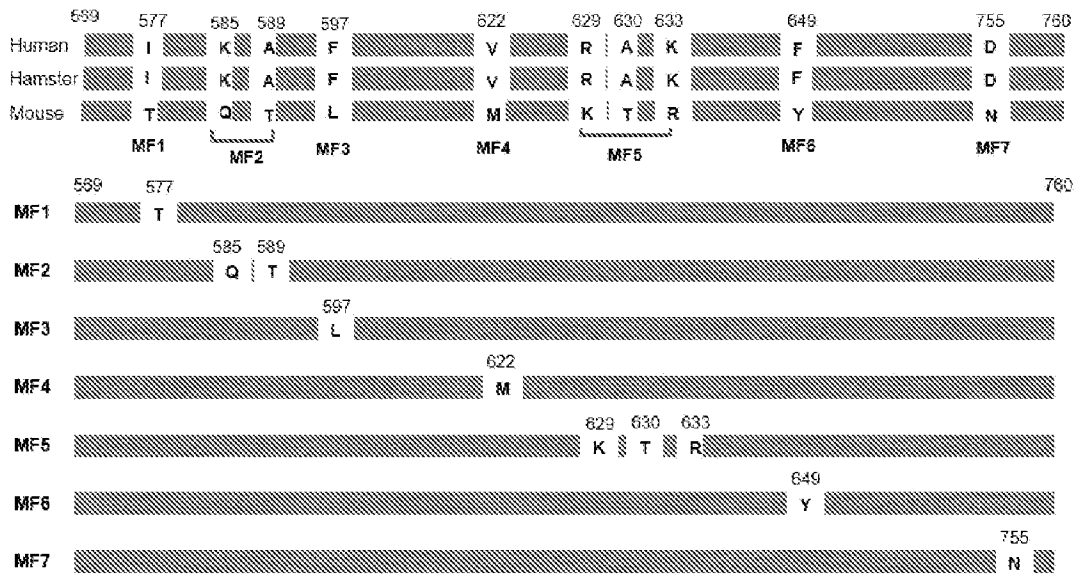 569 577 585 589 597 622 629 630 633 649 755 760
Human I K A F V R A K F D
Hamster I K A F V R A K F D
Mouse T Q T L M K T R Y N
MF1 MF2 MF3 MF4 MF5 MF6 MF7
569 577 760
MF1 T
585 589
MF2 Q T
597
MF3 L
622
MF4 M
629 630 633
MF5 K T R
649
MF6 Y
755
MF7 N